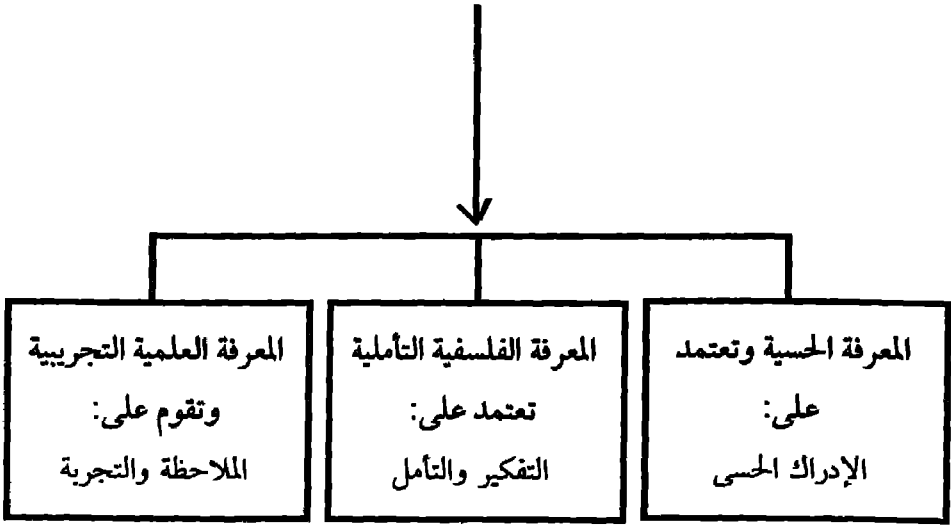 المعرفة الحسية وتعتمد
على:
الإدراك الحسى
المعرفة الفلسفية التأملية
تعتمد على:
التفكير والتأمل
المعرفة العلمية التجريبية
وتقوم على:
الملاحظة والتجربة